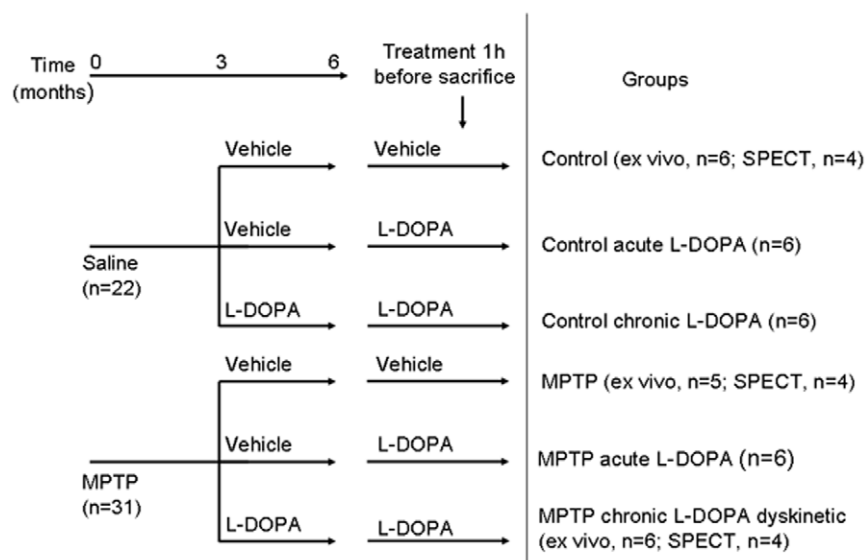 Time 0 3 6
(months)
Treatment 1h
before sacrifice
Groups
Vehicle Vehicle Control (ex vivo, n=6; SPECT, n=4)
Vehicle L-DOPA Control acute L-DOPA (n=6)
Saline
(n=22)
L-DOPA L-DOPA Control chronic L-DOPA (n=6)
Vehicle Vehicle MPTP (ex vivo, n=5; SPECT, n=4)
Vehicle L-DOPA MPTP acute L-DOPA (n=6)
MPTP
(n=31)
L-DOPA L-DOPA MPTP chronic L-DOPA dyskinetic
(ex vivo, n=6; SPECT, n=4)